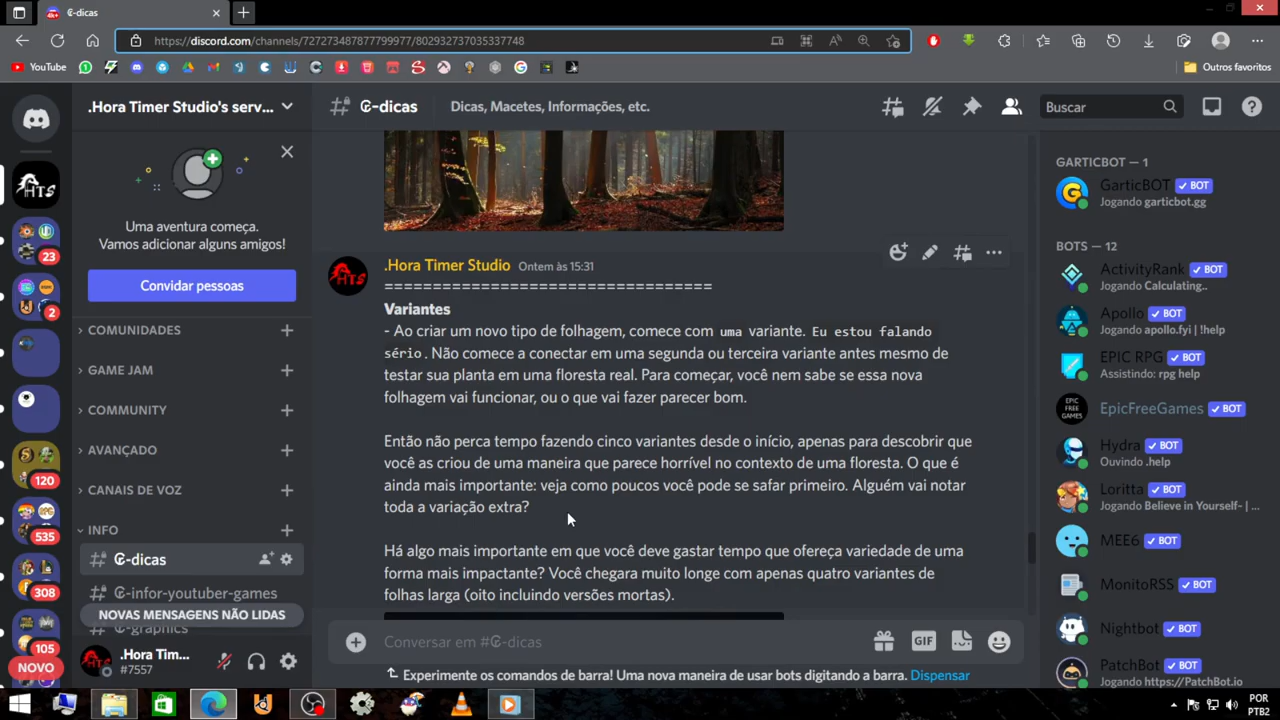 ₢-dicas
https://discord.com/channels/727273487877799977/802932737035337748
YouTube
Outros favoritos
.Hora Timer Studio's serv...
₢-dicas
Dicas, Macetes, Informações, etc.
Buscar
Uma aventura começa.
Vamos adicionar alguns amigos!
Convidar pessoas
COMUNIDADES
GAME JAM
COMMUNITY
AVANÇADO
CANAIS DE VOZ
INFO
₢-dicas
₢-infor-youtuber-games
NOVAS MENSAGENS NÃO LIDAS
₢-graphics
.Hora Tim...
#7557
HTS
23
2
120
535
308
105
NOVO
.Hora Timer Studio Ontem às 15:31
===============================
Variantes
- Ao criar um novo tipo de folhagem, comece com uma variante. Eu estou falando
sério. Não comece a conectar em uma segunda ou terceira variante antes mesmo de
testar sua planta em uma floresta real. Para começar, você nem sabe se essa nova
folhagem vai funcionar, ou o que vai fazer parecer bom.
Então não perca tempo fazendo cinco variantes desde o início, apenas para descobrir que
você as criou de uma maneira que parece horrível no contexto de uma floresta. O que é
ainda mais importante: veja como poucos você pode se safar primeiro. Alguém vai notar
toda a variação extra?
Há algo mais importante em que você deve gastar tempo que ofereça variedade de uma
forma mais impactante? Você chegara muito longe com apenas quatro variantes de
folhas larga (oito incluindo versões mortas).
Conversar em #₢-dicas
GIF
Experimente os comandos de barra! Uma nova maneira de usar bots digitando a barra. Dispensar
GARTICBOT — 1
GarticBOT BOT
Jogando garticbot.gg
BOTS — 12
ActivityRank BOT
Jogando Calculating..
Apollo BOT
Jogando apollo.fyi | !help
EPIC RPG BOT
Assistindo: rpg help
EpicFreeGames BOT
Hydra BOT
Ouvindo .help
Loritta BOT
Jogando Believe in Yourself- | ...
MEE6 BOT
MonitoRSS BOT
Nightbot BOT
PatchBot BOT
Jogando https://PatchBot.io
POR
PTB2